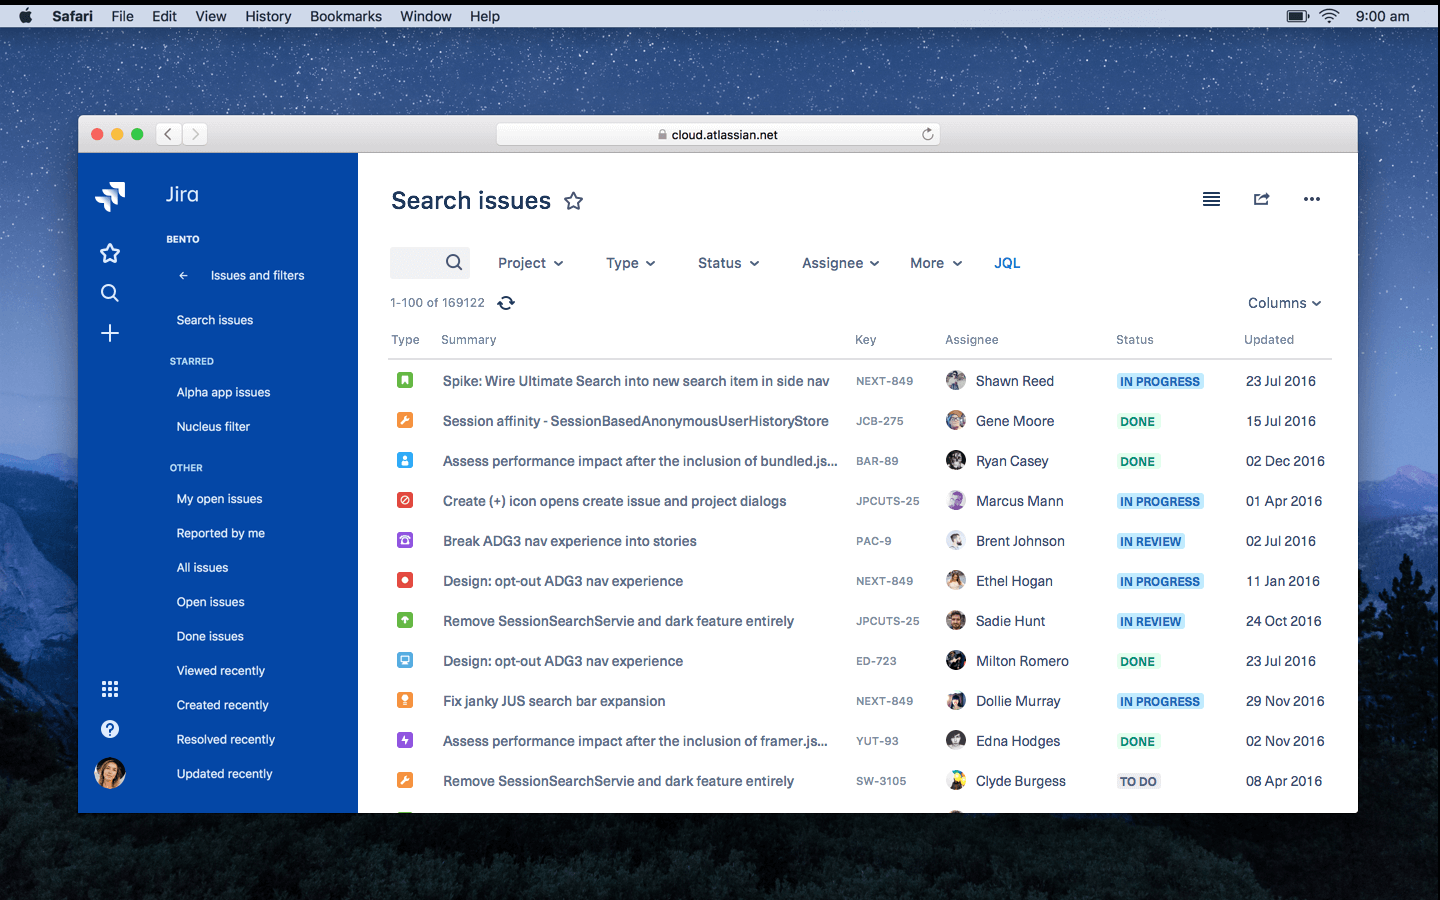 Safari File Edit View History Bookmarks Window Help 9:00 am
cloud.atlassian.net
Jira
BENTO
Issues and filters
Search issues
STARRED
Alpha app issues
Nucleus filter
OTHER
My open issues
Reported by me
All issues
Open issues
Done issues
Viewed recently
Created recently
Resolved recently
Updated recently
Search issues
Project Type Status Assignee More JQL
1-100 of 169122 Columns
Type Summary Key Assignee Status Updated
Spike: Wire Ultimate Search into new search item in side nav NEXT-849 Shawn Reed IN PROGRESS 23 Jul 2016
Session affinity - SessionBasedAnonymousUserHistoryStore JCB-275 Gene Moore DONE 15 Jul 2016
Assess performance impact after the inclusion of bundled.js... BAR-89 Ryan Casey DONE 02 Dec 2016
Create (+) icon opens create issue and project dialogs JPCUTS-25 Marcus Mann IN PROGRESS 01 Apr 2016
Break ADG3 nav experience into stories PAC-9 Brent Johnson IN REVIEW 02 Jul 2016
Design: opt-out ADG3 nav experience NEXT-849 Ethel Hogan IN PROGRESS 11 Jan 2016
Remove SessionSearchServie and dark feature entirely JPCUTS-25 Sadie Hunt IN REVIEW 24 Oct 2016
Design: opt-out ADG3 nav experience ED-723 Milton Romero DONE 23 Jul 2016
Fix janky JUS search bar expansion NEXT-849 Dollie Murray IN PROGRESS 29 Nov 2016
Assess performance impact after the inclusion of framer.js... YUT-93 Edna Hodges DONE 02 Nov 2016
Remove SessionSearchServie and dark feature entirely SW-3105 Clyde Burgess TO DO 08 Apr 2016